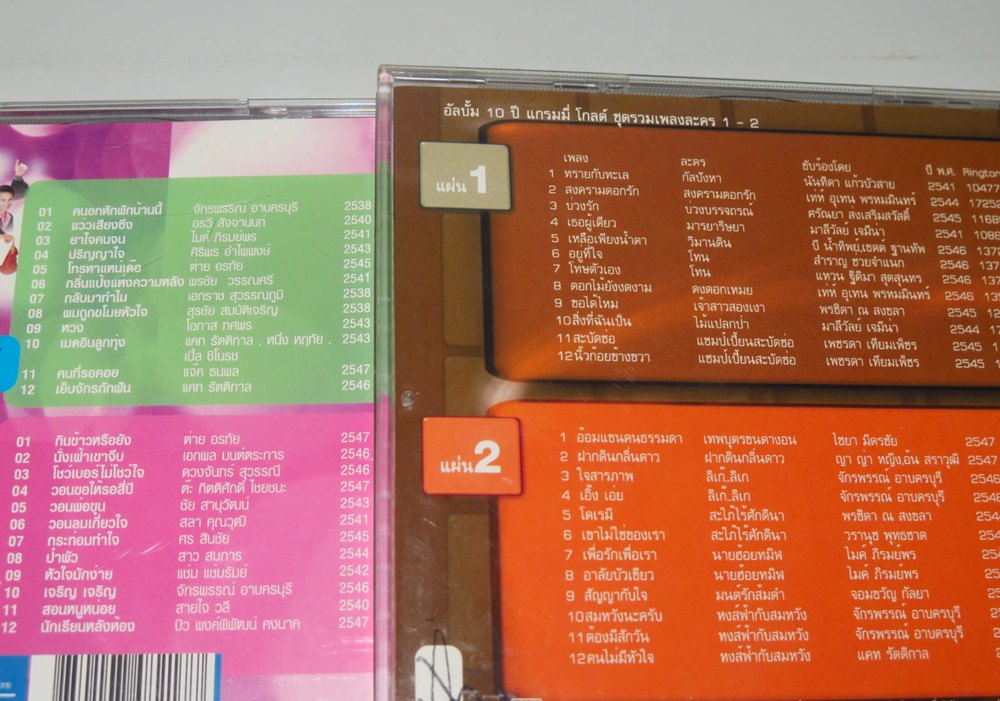 01 คนอกหักพักบ้านนี้ จักรพรรณ์ อาบครบุรี 2538
02 แว่วเสียงซึง อรวี สัจจานนท์ 2540
03 ยาใจคนจน ไมค์ ภิรมย์พร 2541
04 ปริญญาใจ ศิริพร อำไพพงษ์ 2543
05 โทรหาแหน่เด้อ ต่าย อรทัย 2545
06 กลิ่นแป้งแห่งความหลัง พรชัย วรรณศรี 2541
07 กลับมาทำไม เอกราช สุวรรณภูมิ 2538
08 ผมถูกขโมยหัวใจ สุรชัย สมบัติเจริญ 2538
09 หวง โอภาส ทศพร 2543
10 เมดอินลูกทุ่ง แคท รัตติกาล , หนึ่ง หฤทัย , 2543
เปิ้ล ชิโนรช
11 คนที่รอคอย แจ๊ค ธนพล 2547
12 เย็บจักรถักฝัน แคท รัตติกาล 2546
01 กินข้าวหรือยัง ต่าย อรทัย 2547
02 นั่งเฝ้าเขาจีบ เอกพล มนต์ตระการ 2546
03 โชว์เบอร์ไม่โชว์ใจ ดวงจันทร์ สุวรรณี 2547
04 วอนขอให้รอสี่ปี ต๊ะ กิตติศักดิ์ ไชยชนะ 2547
05 วอนพ่อขุน ชัย สานุวัฒน์ 2543
06 วอนลมเกี้ยวใจ สลา คุณวุฒิ 2541
07 กระท่อมทำใจ ศร สินชัย 2545
08 ป๋าผัว สาว สมการ 2544
09 หัวใจมักง่าย แช่ม แช่มรัมย์ 2542
10 เจริญ เจริญ จักรพรรณ์ อาบครบุรี 2546
11 สอนหนูหน่อย สายใจ วลี 2540
12 นักเรียนหลังห้อง บิว พงค์พิพัฒน์ คงนาค 2547
อัลบั้ม 10 ปี แกรมมี่ โกลด์ ชุดรวมเพลงละคร 1 - 2
แผ่น 1
เพลง ละคร ขับร้องโดย ปี พ.ศ. Rington
1 ทรายกับทะเล กัลปังหา นันทิดา แก้วบัวสาย 2541 10477
2 สงครามดอกรัก สงครามดอกรัก เท่ห์ อุเทน พรหมมินทร์ 2544
3 บ่วงรัก บ่วงบรรจถรณ์ ศรัณยา ส่งเสริมสวัสดิ์ 2545
4 เธอผู้เดียว มารยาริษยา มาลีวัลย์ เจมีน่า 2541
5 เหลือเพียงน้ำตา วิมานดิน บี น้ำทิพย์,เชดด์ ฐานทัพ 2546
6 อยู่ที่ใจ โทน สำราญ ช่วยจำแนก 2546
7 โทษตัวเอง โทน แหวน ฐิติมา สุตสุนทร 2546
8 ดอกไม้ยังงดงาม ดงดอกเหมย เท่ห์ อุเทน พรหมมินทร์ 2546
9 ขอได้ไหม เจ้าสาวสองเงา พรชิตา ณ สงขลา 2545
10 สิ่งที่ฉันเป็น ไม้แปลกป่า มาลีวัลย์ เจมีน่า 2544
11 สะบัดช่อ แชมป์เปี้ยนสะบัดช่อ เพชรดา เทียมเพ็ชร 2545
12 นิ้วก้อยข้างขวา แชมป์เปี้ยนสะบัดช่อ เพชรดา เทียมเพ็ชร 2545
แผ่น 2
1 อ้อมแขนคนธรรมดา เทพบุตรขนดางอน ไชยา มิตรชัย 2547
2 ฝากดินกลิ่นดาว ฝากดินกลิ่นดาว ญา ญ่า หญิง,อ้น สราวุฒิ 2547
3 ใจสารภาพ ลิเก๊..ลิเก จักรพรรณ์ อาบครบุรี 2546
4 เอิ๊ง เอย ลิเก๊..ลิเก จักรพรรณ์ อาบครบุรี
5 โดเรมี สะใภ้ไร้ศักดินา พรชิตา ณ สงขลา
6 เขาไม่ใช่ของเรา สะใภ้ไร้ศักดินา วรานุช พุทธชาด
7 เพื่อรักเพื่อเรา นายฮ้อยทมิฬ ไมค์ ภิรมย์พร
8 อาลัยบัวเขียว นายฮ้อยทมิฬ ไมค์ ภิรมย์พร
9 สัญญากับใจ มนต์รักส้มตำ จอมขวัญ กัลยา
10 สมหวังนะครับ หงส์ฟ้ากับสมหวัง จักรพรรณ์ อาบครบุรี
11 ต้องมีสักวัน หงส์ฟ้ากับสมหวัง จักรพรรณ์ อาบครบุรี
12 คนไม่มีหัวใจ หงส์ฟ้ากับสมหวัง แคท รัตติกาล